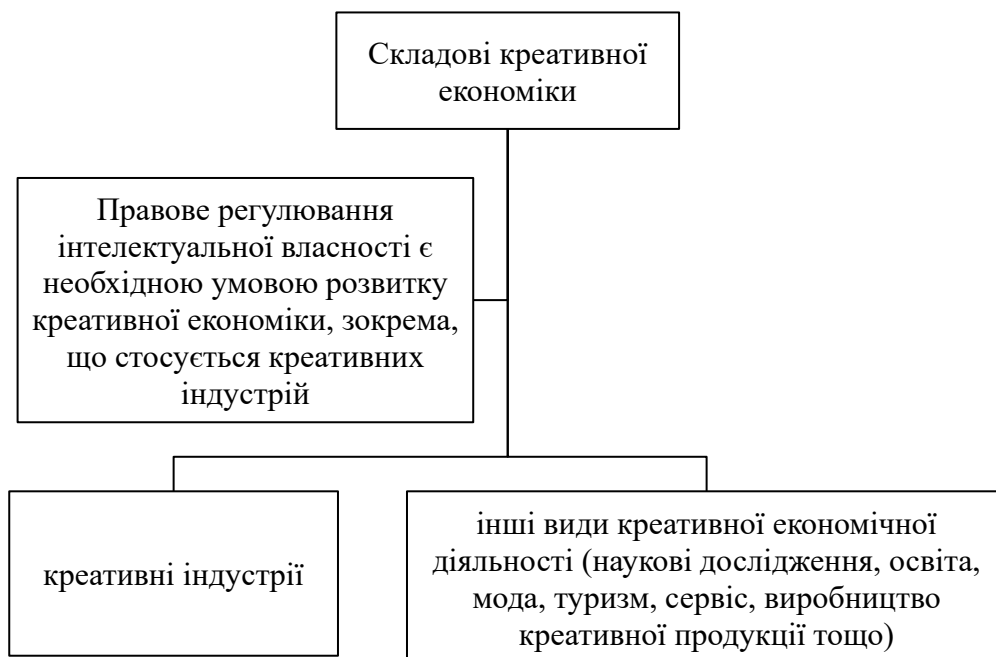 Складові креативної
економіки
Правове регулювання
інтелектуальної власності є
необхідною умовою розвитку
креативної економіки, зокрема,
що стосується креативних
індустрій
креативні індустрії
інші види креативної економічної
діяльності (наукові дослідження, освіта,
мода, туризм, сервіс, виробництво
креативної продукції тощо)